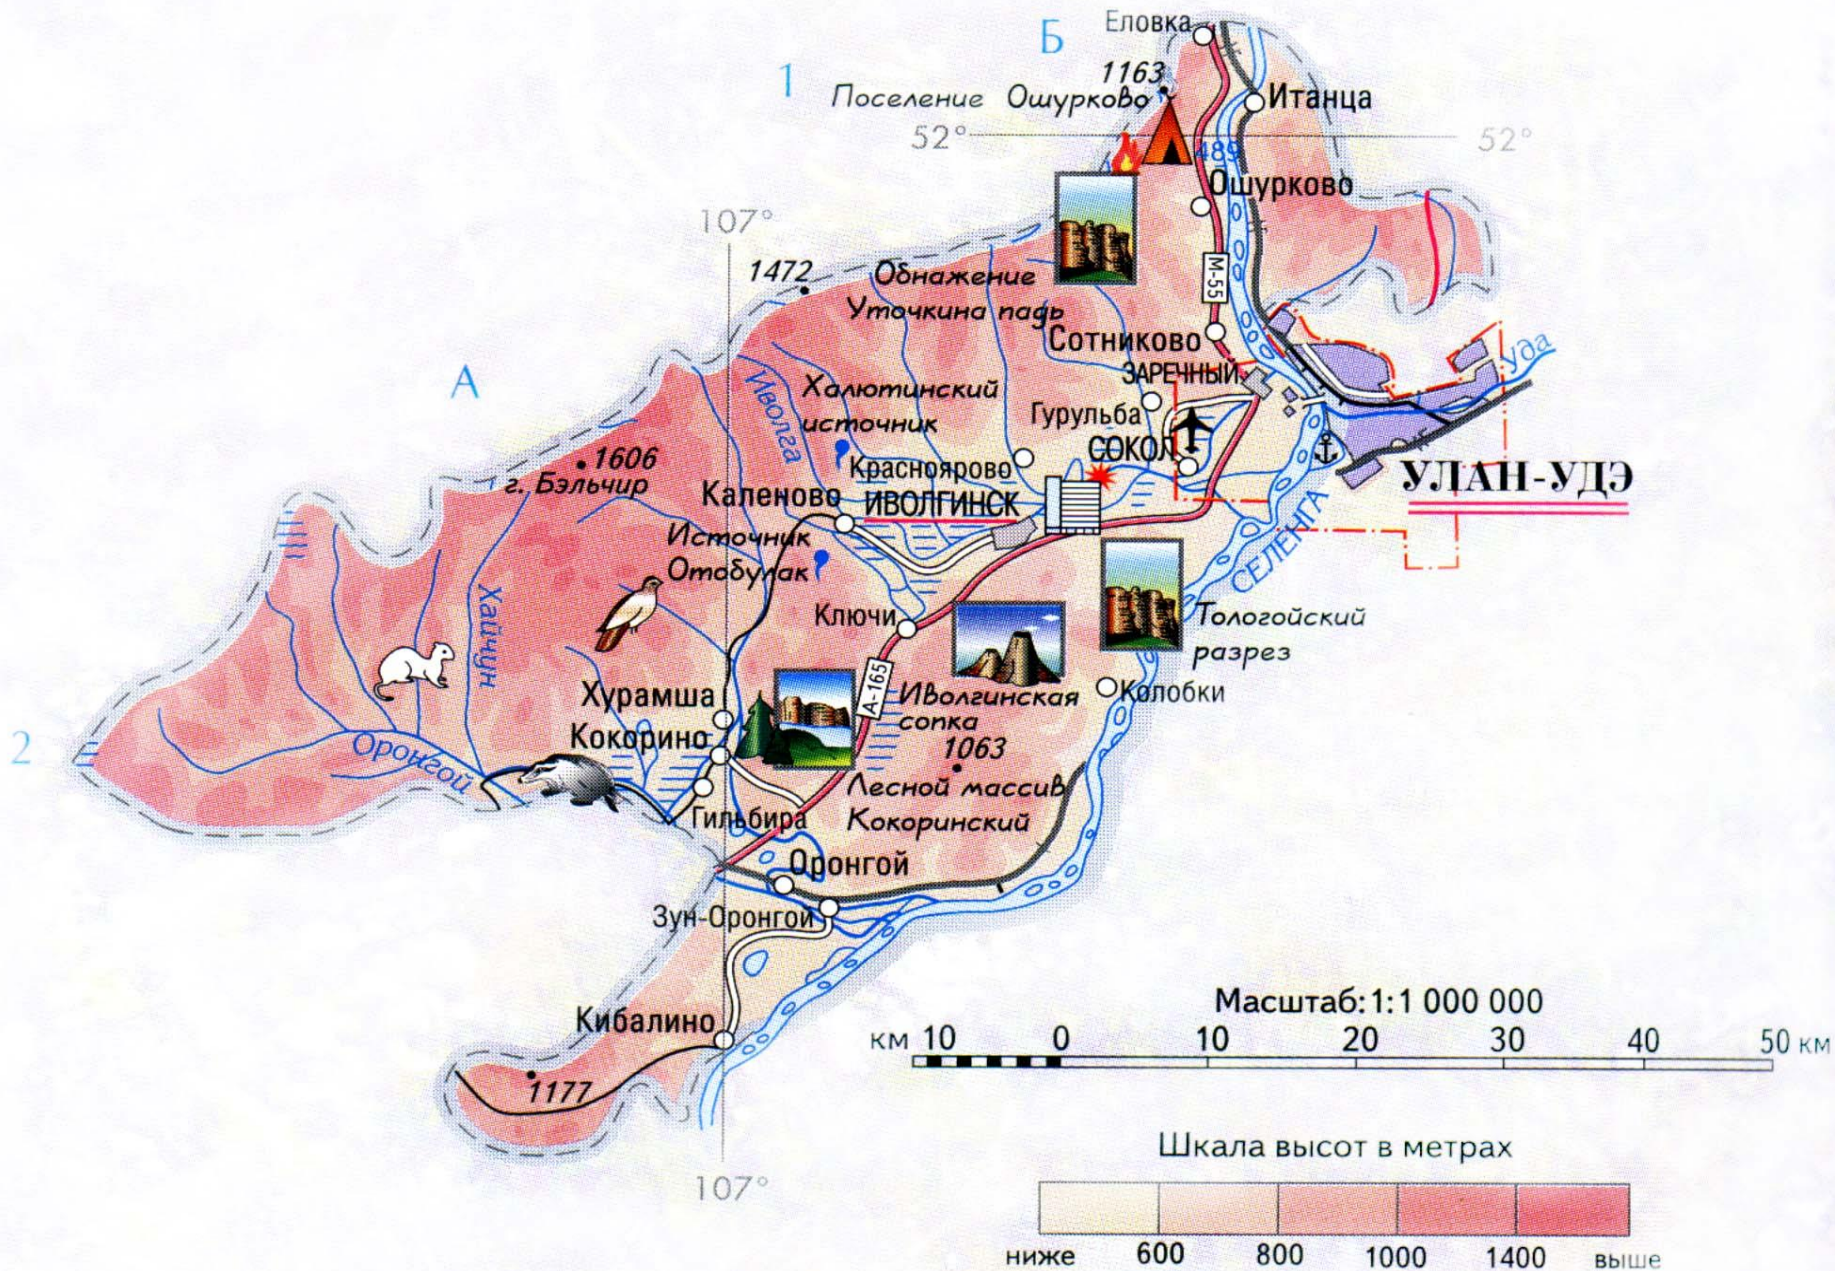 Еловка
Б
1163
1
Поселение Ошурково
Итанца
52°
52°
489
Ошурково
107°
М-55
1472
Обнажение
Уточкина падь
Сотниково
Уда
А
ЗАРЕЧНЫЙ
Иволга
Халютинский
источник
Гурульба
СОКОЛ
1606
г. Бэльчир
Красноярово
УЛАН-УДЭ
Каленово
ИВОЛГИНСК
Источник
Отобулак
СЕЛЕНГА
Хайчун
Ключи
Тологойский
разрез
А-165
Хурамша
Иволгинская
сопка
Колобки
Кокорино
1063
2
Оронгой
Лесной массив
Кокоринский
Гильбира
Оронгой
Зун-Оронгой
Кибалино
Масштаб:1:1 000 000
км 10 0 10 20 30 40 50 км
1177
Шкала высот в метрах
107°
ниже 600 800 1000 1400 выше